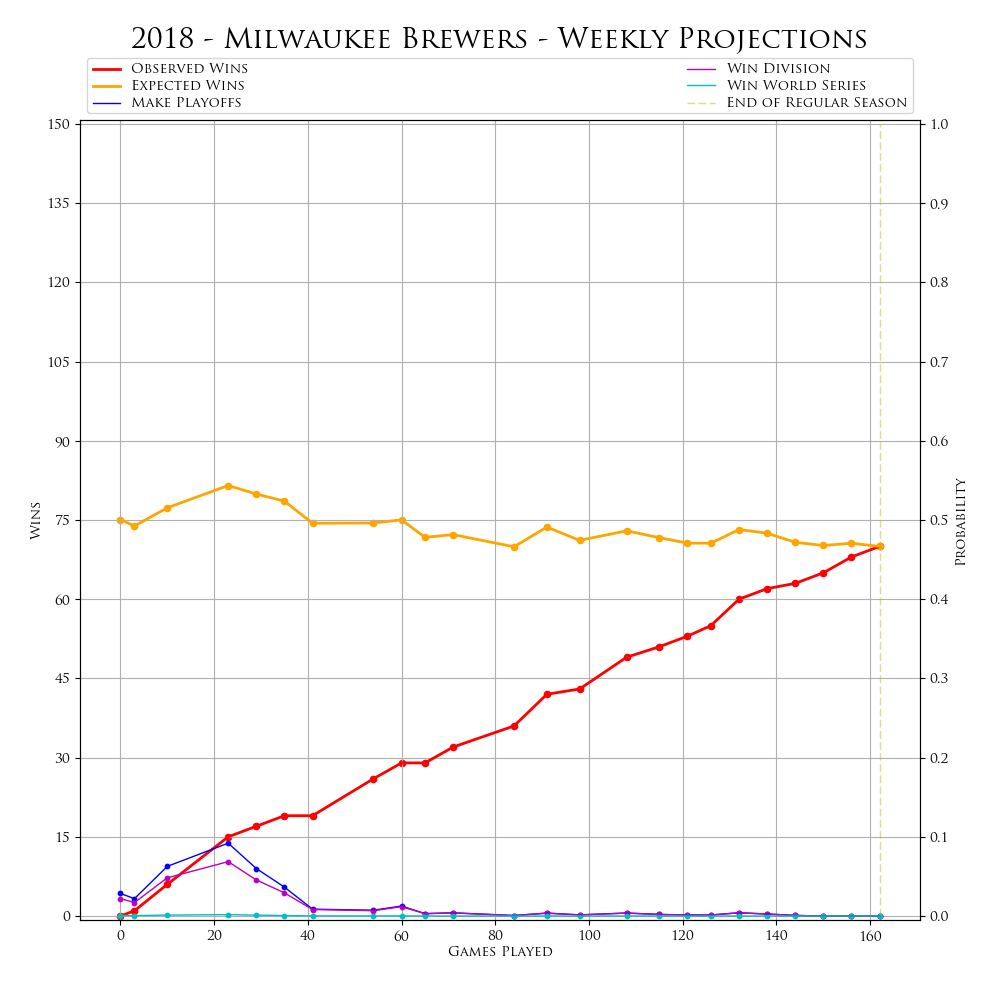 2018 - Milwaukee Brewers - Weekly Projections
Observed Wins
Expected Wins
Make Playoffs
Win Division
Win World Series
End of Regular Season
150
135
120
105
90
75
60
45
30
15
0
Wins
1.0
0.9
0.8
0.7
0.6
0.5
0.4
0.3
0.2
0.1
0.0
Probability
0 20 40 60 80 100 120 140 160
Games Played